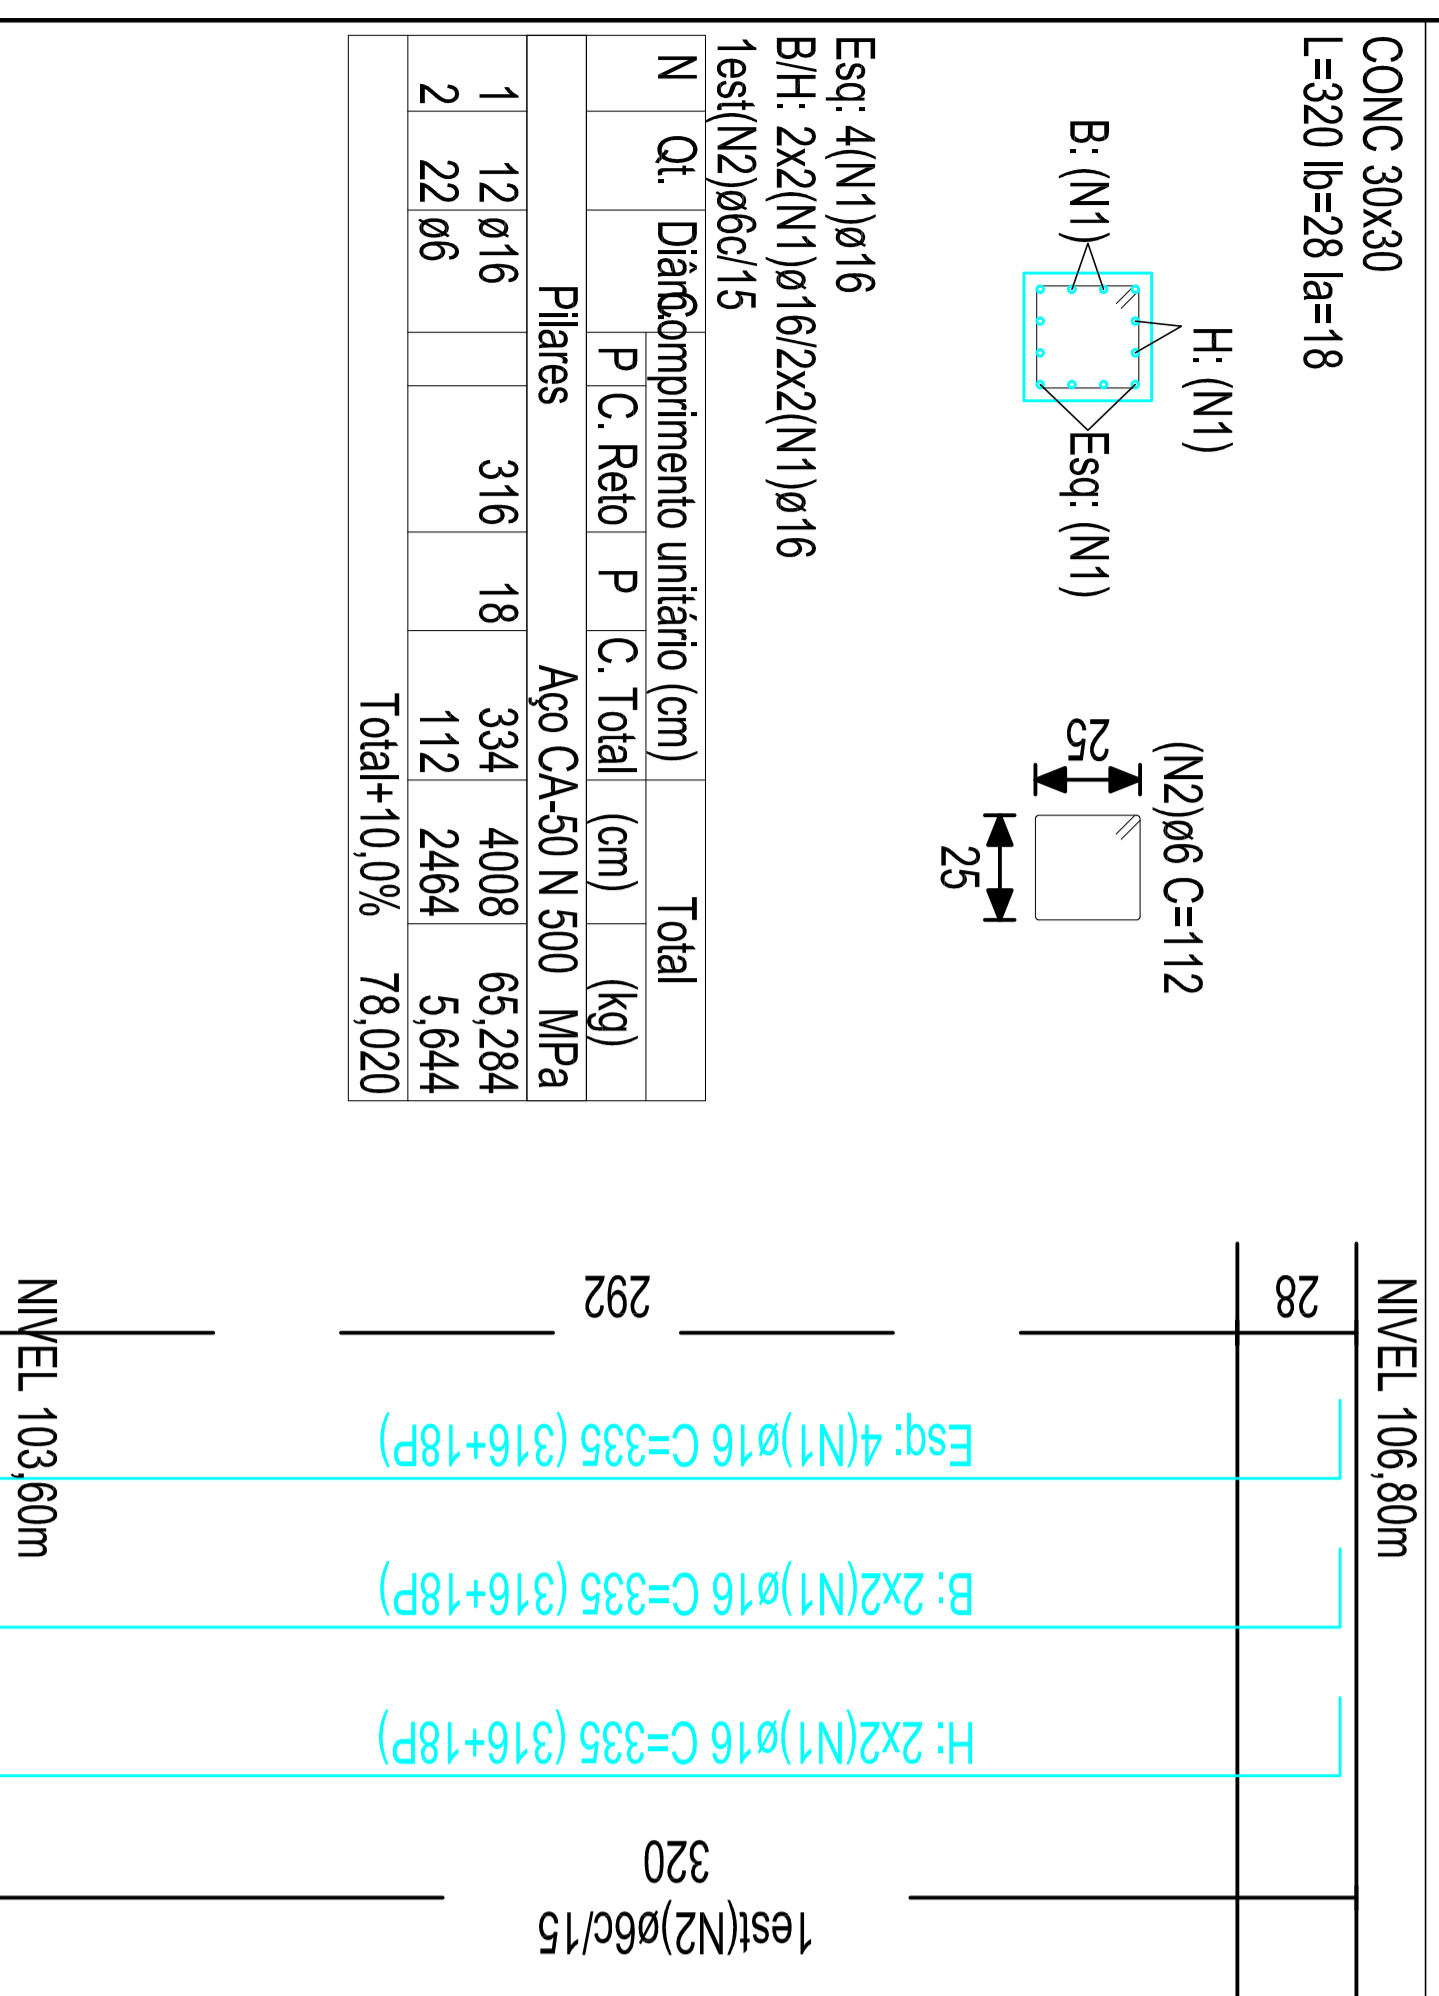 CONC 30x30
L=320 lb=28 la=18
H: (N1)
B: (N1)
Esq: (N1)
(N2)ø6 C=112
25
25
Esq: 4(N1)ø16
B/H: 2x2(N1)ø16/2x2(N1)ø16
1est(N2)ø6c/15
N Qt. Diâm. Comprimento unitário (cm) Total
P C. Reto P C. Total (cm) (kg)
Pilares Aço CA-50 N 500 MPa
1 12 ø16 316 18 334 4008 65,284
2 22 ø6 112 2464 5,644
Total+10,0% 78,020
NIVEL 106,80m
28
292
Esq: 4(N1)ø16 C=335 (316+18P)
B: 2x2(N1)ø16 C=335 (316+18P)
H: 2x2(N1)ø16 C=335 (316+18P)
320
1est(N2)ø6c/15
NIVEL 103,60m